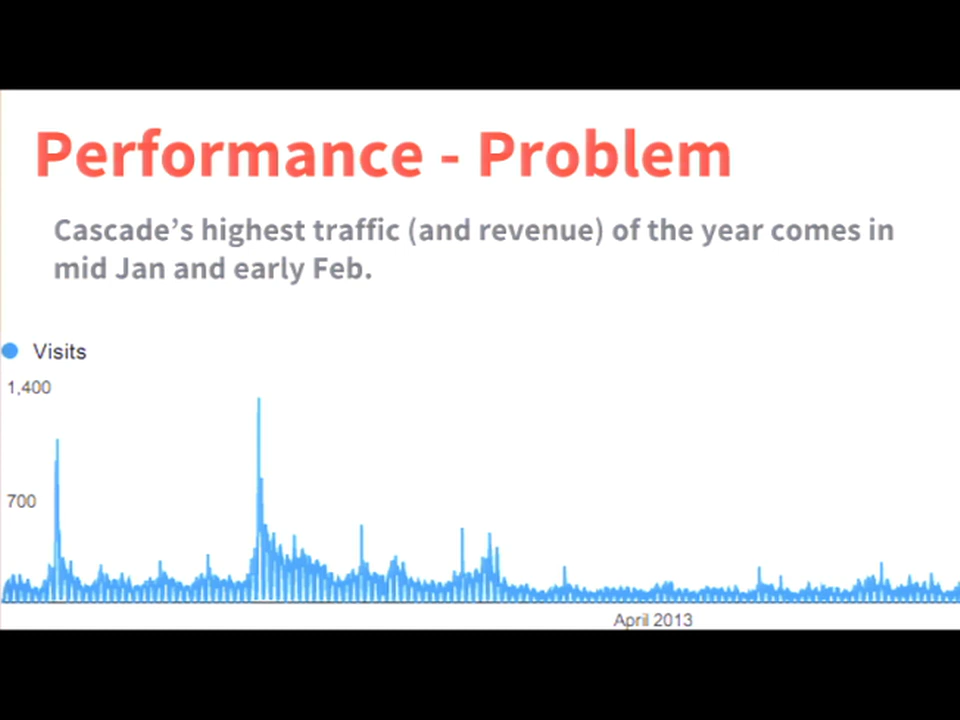 Performance - Problem
Cascade’s highest traffic (and revenue) of the year comes in
mid Jan and early Feb.
Visits
1,400
700
April 2013